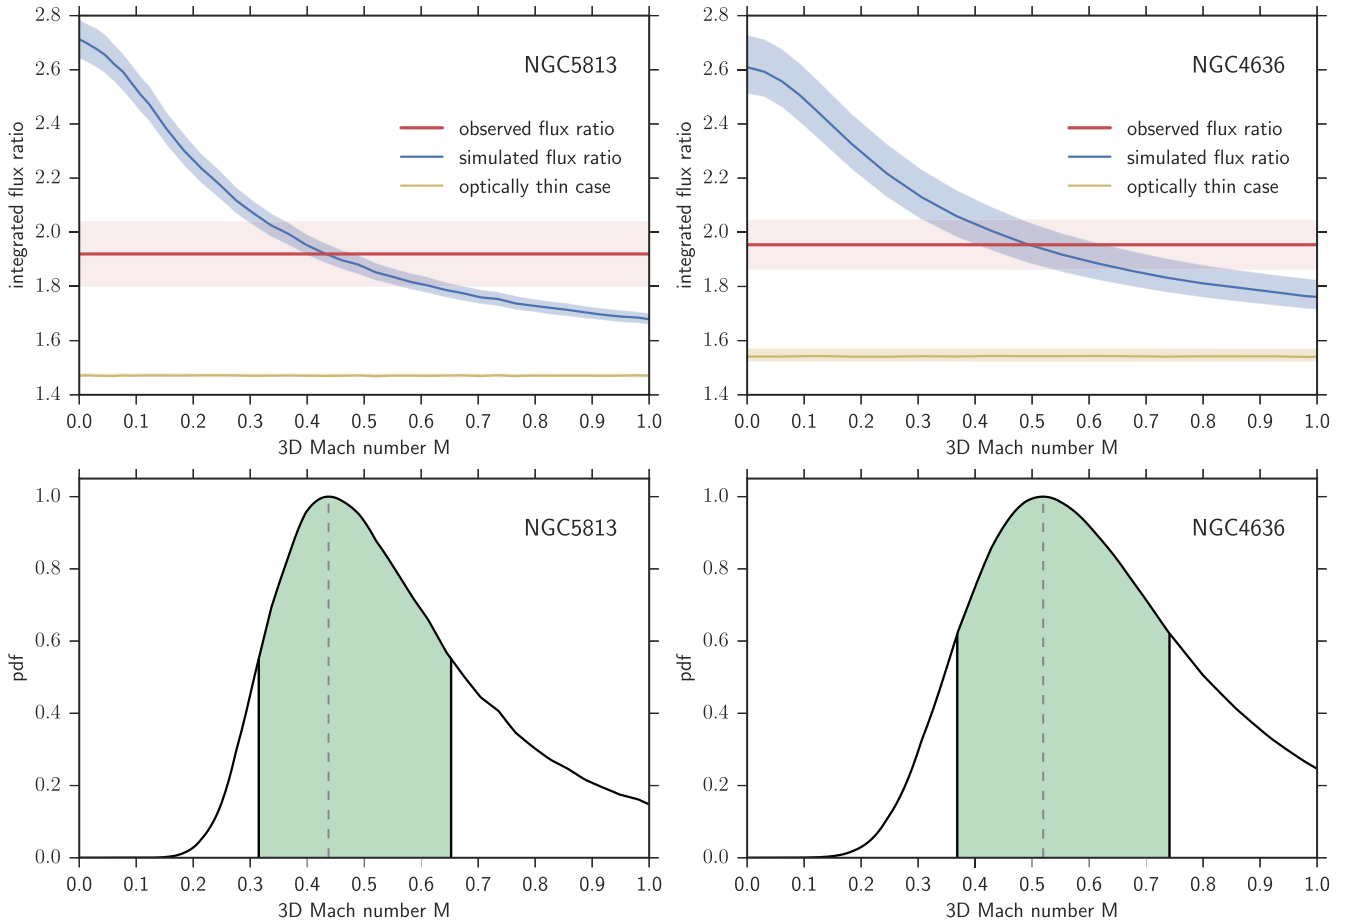 2.8
2.6
2.4
2.2
2.0
1.8
1.6
1.4
integrated flux ratio
NGC5813
observed flux ratio
simulated flux ratio
optically thin case
0.0 0.1 0.2 0.3 0.4 0.5 0.6 0.7 0.8 0.9 1.0
3D Mach number M
2.8
2.6
2.4
2.2
2.0
1.8
1.6
1.4
integrated flux ratio
NGC4636
observed flux ratio
simulated flux ratio
optically thin case
0.0 0.1 0.2 0.3 0.4 0.5 0.6 0.7 0.8 0.9 1.0
3D Mach number M
1.0
0.8
0.6
0.4
0.2
0.0
pdf
NGC5813
0.0 0.1 0.2 0.3 0.4 0.5 0.6 0.7 0.8 0.9 1.0
3D Mach number M
1.0
0.8
0.6
0.4
0.2
0.0
pdf
NGC4636
0.0 0.1 0.2 0.3 0.4 0.5 0.6 0.7 0.8 0.9 1.0
3D Mach number M